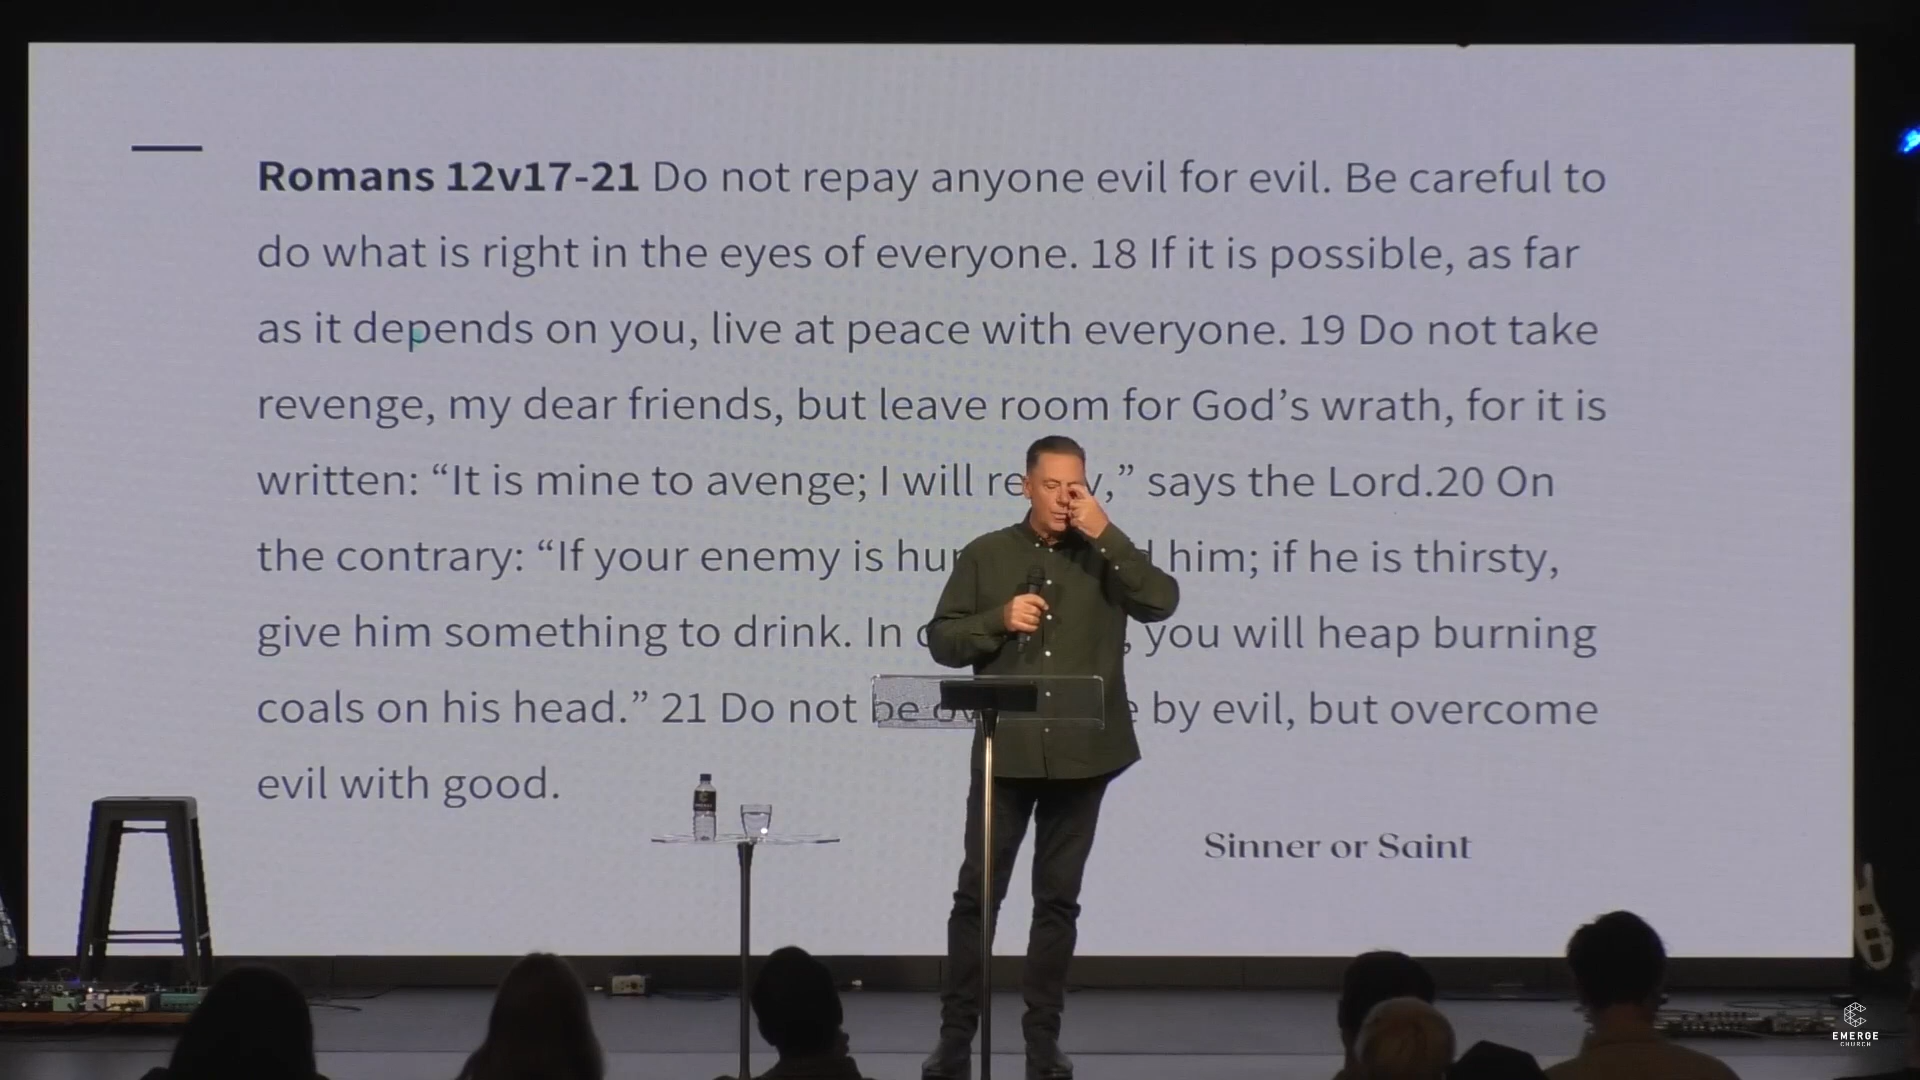 Romans 12v17-21 Do not repay anyone evil for evil. Be careful to
do what is right in the eyes of everyone. 18 If it is possible, as far
as it depends on you, live at peace with everyone. 19 Do not take
revenge, my dear friends, but leave room for God’s wrath, for it is
written: “It is mine to avenge; I will re y,” says the Lord.20 On
the contrary: “If your enemy is hu him; if he is thirsty,
give him something to drink. In , you will heap burning
coals on his head.” 21 Do not be by evil, but overcome
evil with good.
Sinner or Saint
EMERGE
CHURCH